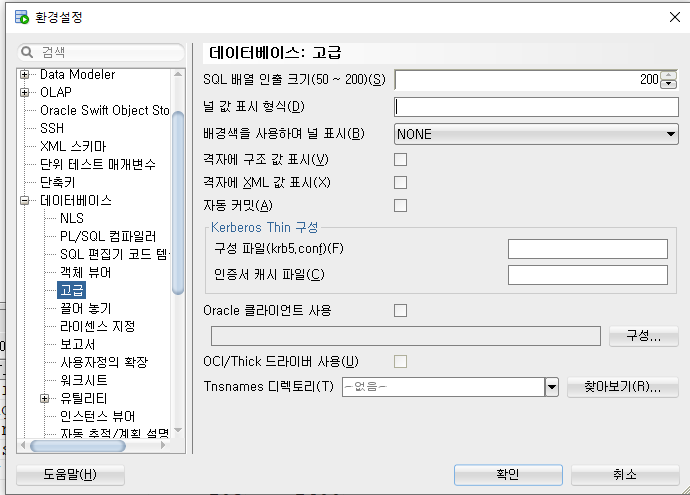 환경설정
검색
Data Modeler
OLAP
Oracle Swift Object Sto
SSH
XML 스키마
단위 테스트 매개변수
단축키
데이터베이스
NLS
PL/SQL 컴파일러
SQL 편집기 코드 템
객체 뷰어
고급
끌어 놓기
라이센스 지정
보고서
사용자정의 확장
워크시트
유틸리티
인스턴스 뷰어
자동 추적/계획 설명
데이터베이스: 고급
SQL 배열 인출 크기(50 ~ 200)(S) 200
널 값 표시 형식(D)
배경색을 사용하여 널 표시(B) NONE
격자에 구조 값 표시(V)
격자에 XML 값 표시(X)
자동 커밋(A)
Kerberos Thin 구성
구성 파일(krb5.conf)(F)
인증서 캐시 파일(C)
Oracle 클라이언트 사용
구성...
OCI/Thick 드라이버 사용(U)
Tnsnames 디렉토리(T) -없음- 찾아보기(R)...
도움말(H) 확인 취소